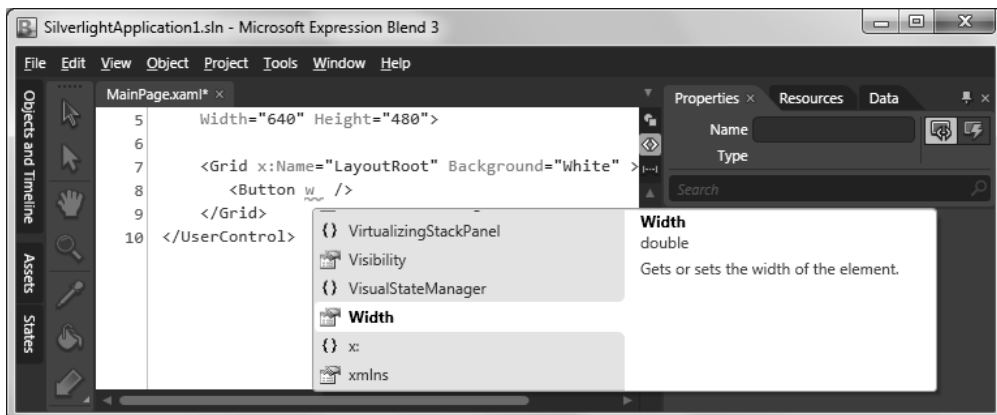 SilverlightApplication1.sln - Microsoft Expression Blend 3
File Edit View Object Project Tools Window Help
Objects and Timeline
Assets
States
MainPage.xaml* ×
5 Width="640" Height="480">
6
7 <Grid x:Name="LayoutRoot" Background="White" >
8 <Button w />
9 </Grid>
10 </UserControl>
{} VirtualizingStackPanel
Visibility
{} VisualStateManager
Width
{} x:
xmlns
Width
double
Gets or sets the width of the element.
Properties × Resources Data
Name
Type
Search